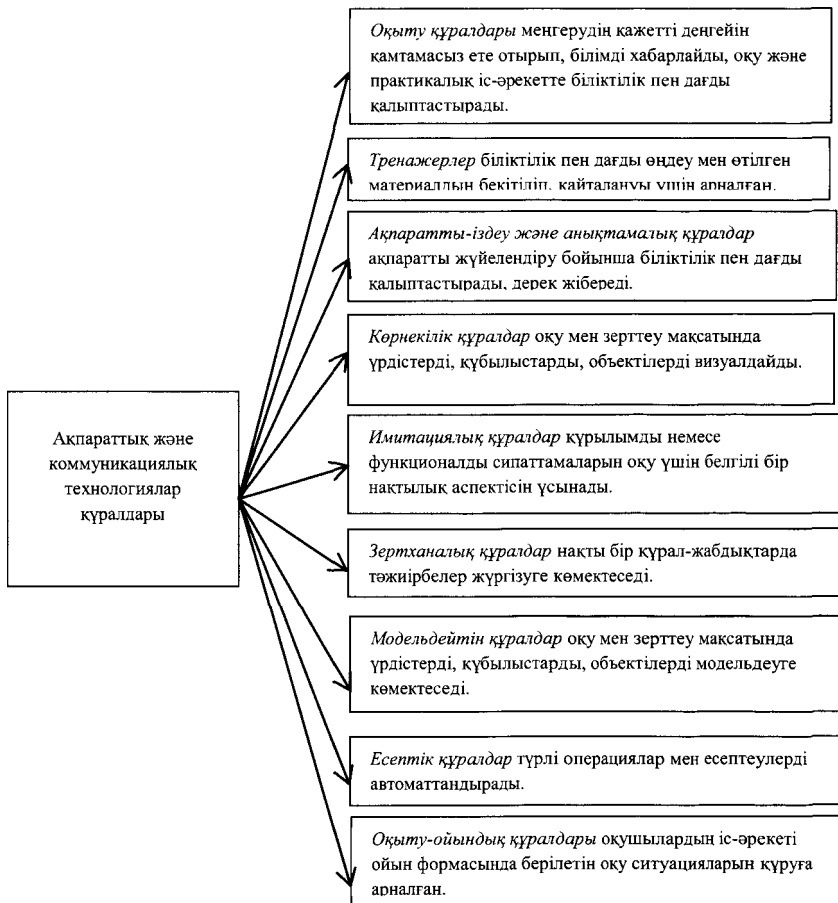 Оқыту құралдары меңгерудің қажетті деңгейін
қамтамасыз ете отырып, білімді хабарлайды, оқу және
практикалық іс-әрекетте біліктілік пен дағды
қалыптастырады.
Тренажерлер біліктілік пен дағды өңдеу мен өтілген
материалдың бекітіліп, қайталануы үшін арналған.
Ақпаратты-іздеу және анықтамалық құралдар
ақпаратты жүйелендіру бойынша біліктілік пен дағды
қалыптастырады, дерек жібереді.
Көрнекілік құралдар оқу мен зерттеу мақсатында
үрдістерді, құбылыстарды, объектілерді визуалдайды.
Ақпараттық және
коммуникациялық
технологиялар
құралдары
Имитациялық құралдар құрылымды немесе
функционалды сипаттамаларын оқу үшін белгілі бір
нақтылық аспектісін ұсынады.
Зертханалық құралдар нақты бір құрал-жабдықтарда
тәжиірбелер жүргізуге көмектеседі.
Модельдейтін құралдар оқу мен зерттеу мақсатында
үрдістерді, құбылыстарды, объектілерді модельдеуге
көмектеседі.
Есептік құралдар түрлі операциялар мен есептеулерді
автоматтандырады.
Оқыту-ойындық құралдары оқушылардың іс-әрекеті
ойын формасында берілетін оқу ситуацияларын құруға
арналған.